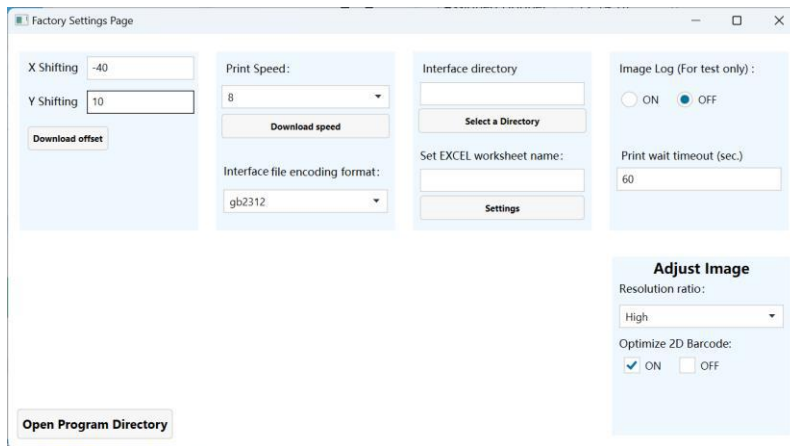 Factory Settings Page
X Shifting -40
Y Shifting 10
Download offset
Print Speed:
8
Download speed
Interface file encoding format:
gb2312
Interface directory
Select a Directory
Set EXCEL worksheet name:
Settings
Image Log (For test only) :
ON OFF
Print wait timeout (sec.)
60
Adjust Image
Resolution ratio:
High
Optimize 2D Barcode:
ON OFF
Open Program Directory